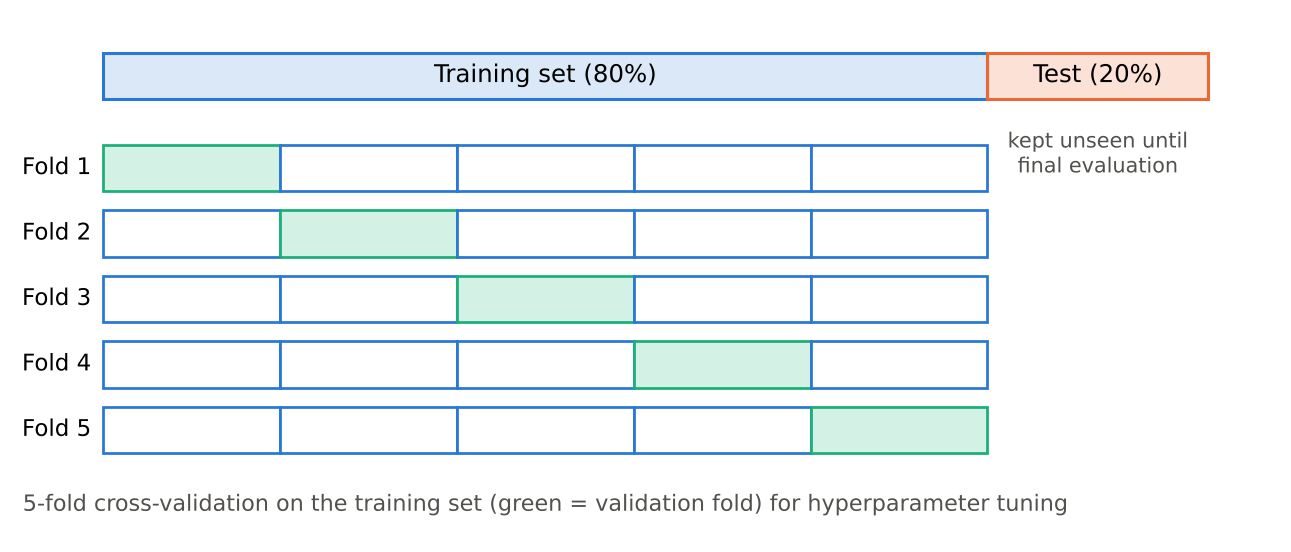 Training set (80%)
Test (20%)
kept unseen until
final evaluation
Fold 1
Fold 2
Fold 3
Fold 4
Fold 5
5-fold cross-validation on the training set (green = validation fold) for hyperparameter tuning